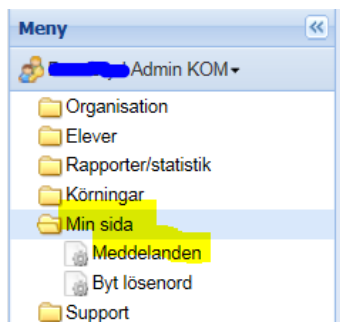 Meny
Admin KOM
Organisation
Elever
Rapporter/statistik
Körningar
Min sida
Meddelanden
Byt lösenord
Support